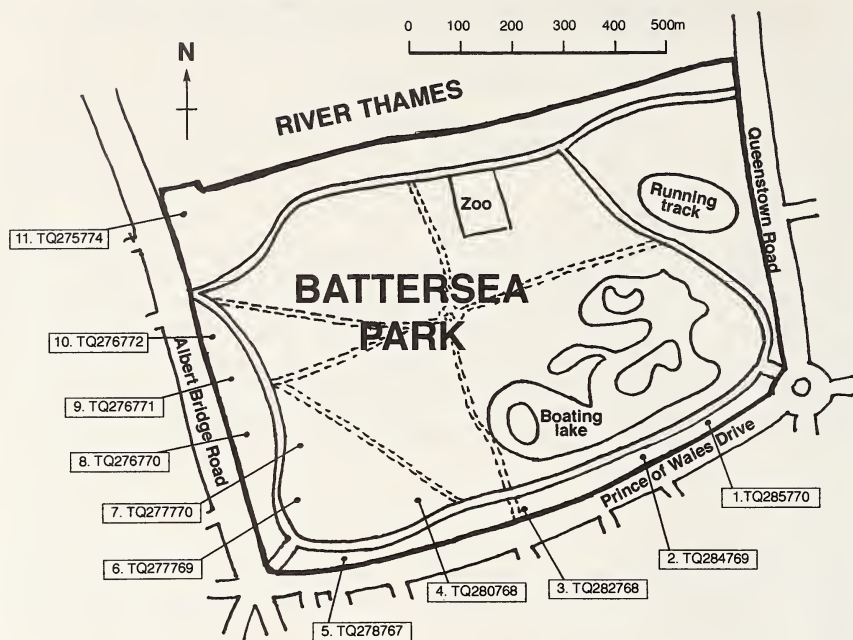 0 100 200 300 400 500m
N
RIVER THAMES
Queenstown Road
Running
track
Zoo
11. TQ275774
BATTERSEA
PARK
10. TQ276772
Albert Bridge Road
9. TQ276771
Boating
lake
8. TQ276770
Prince of Wales Drive
1.TQ285770
7. TQ277770
2. TQ284769
6. TQ277769
4. TQ280768
3. TQ282768
5. TQ278767